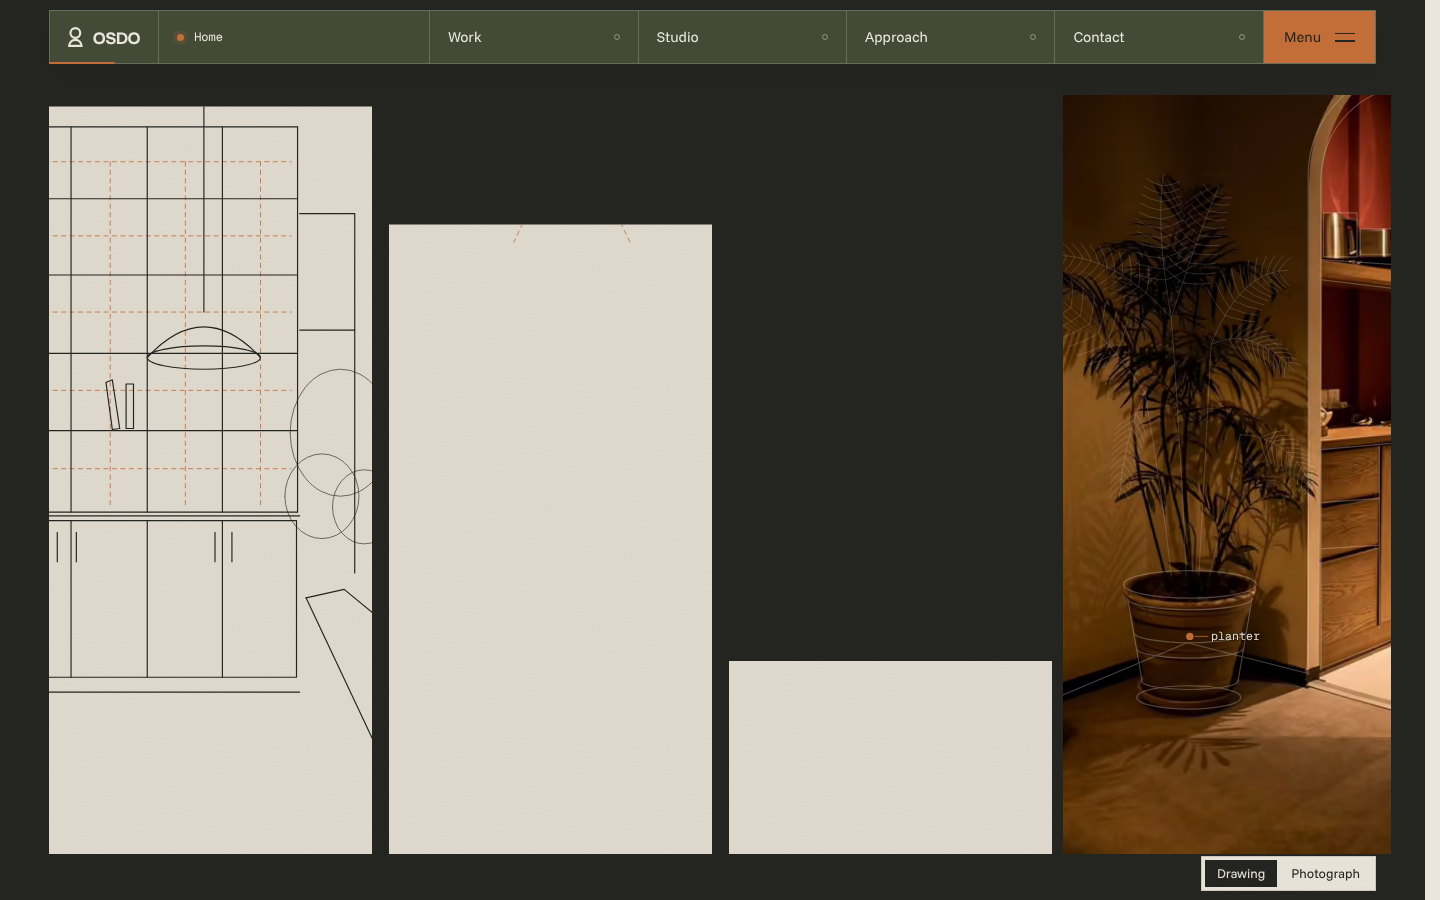 OSDO
Home
Work
Studio
Approach
Contact
Menu
planter
Drawing
Photograph